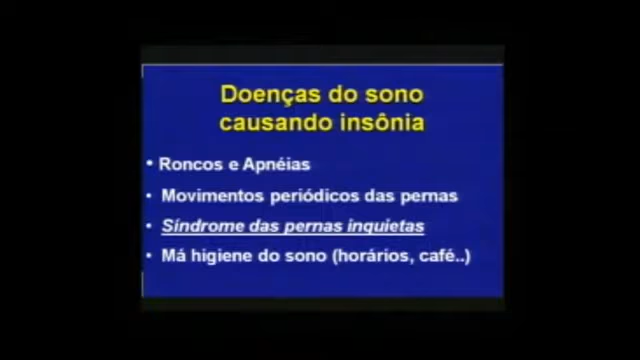 Doenças do sono
causando insônia
• Roncos e Apnéias
• Movimentos periódicos das pernas
• Síndrome das pernas inquietas
• Má higiene do sono (horários, café..)